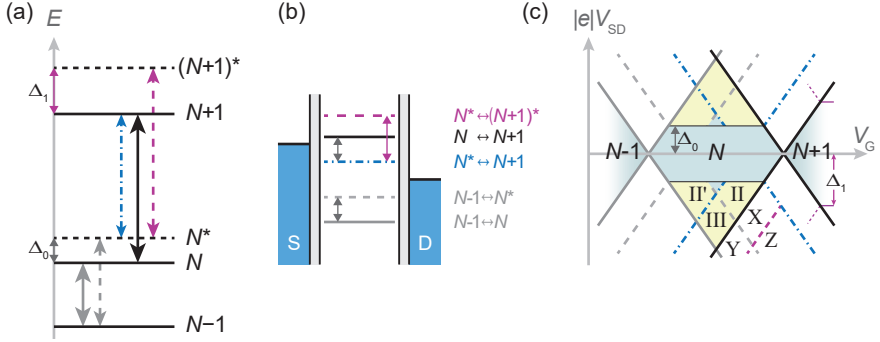 (a)
E
(N+1)*
Δ1
N+1
N*
Δ0
N
N−1
(b)
N*↔(N+1)*
N ↔ N+1
N*↔N+1
N-1↔N*
N-1↔N
S
D
(c)
|e|VSD
VG
N-1
N
N+1
Δ0
Δ1
II'
II
III
X
Y
Z